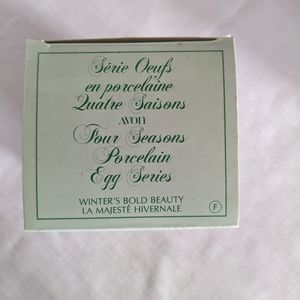 Série Oeufs
en porcelaine
Quatre Saisons
AVON
Four Seasons
Porcelain
Egg Series
WINTER'S BOLD BEAUTY
LA MAJESTÉ HIVERNALE
F